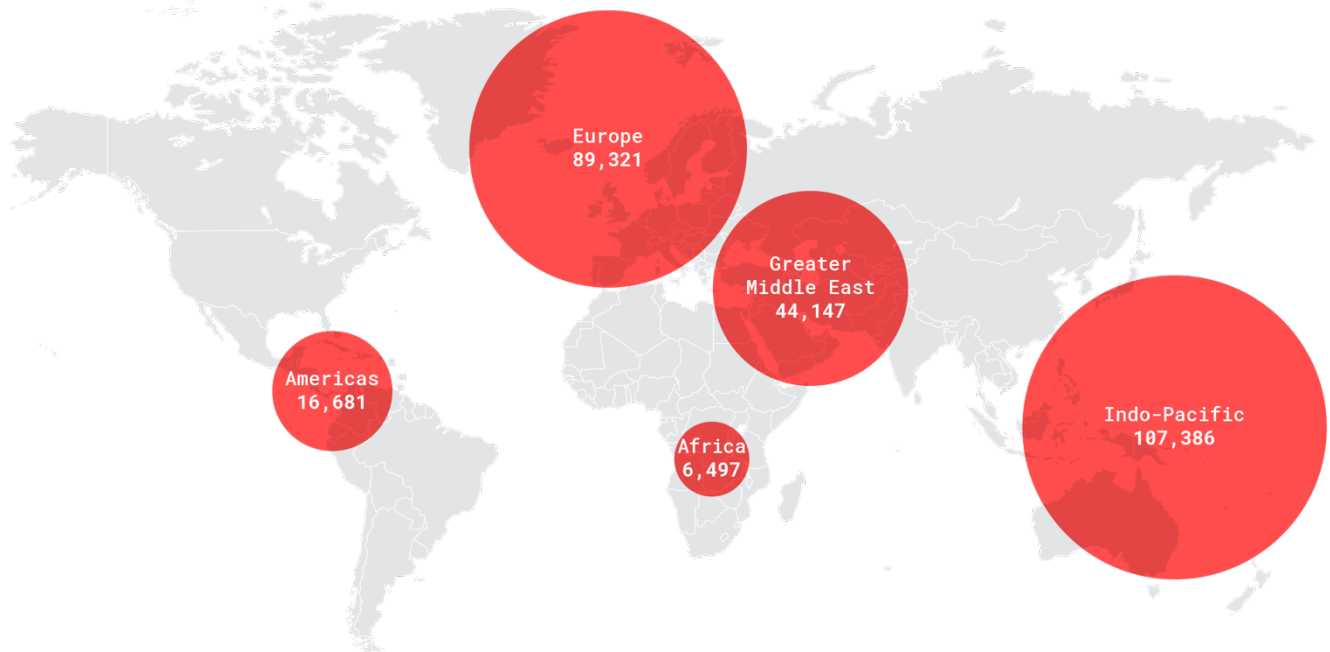 Europe
89,321
Greater
Middle East
44,147
Americas
16,681
Indo-Pacific
107,386
Africa
6,497